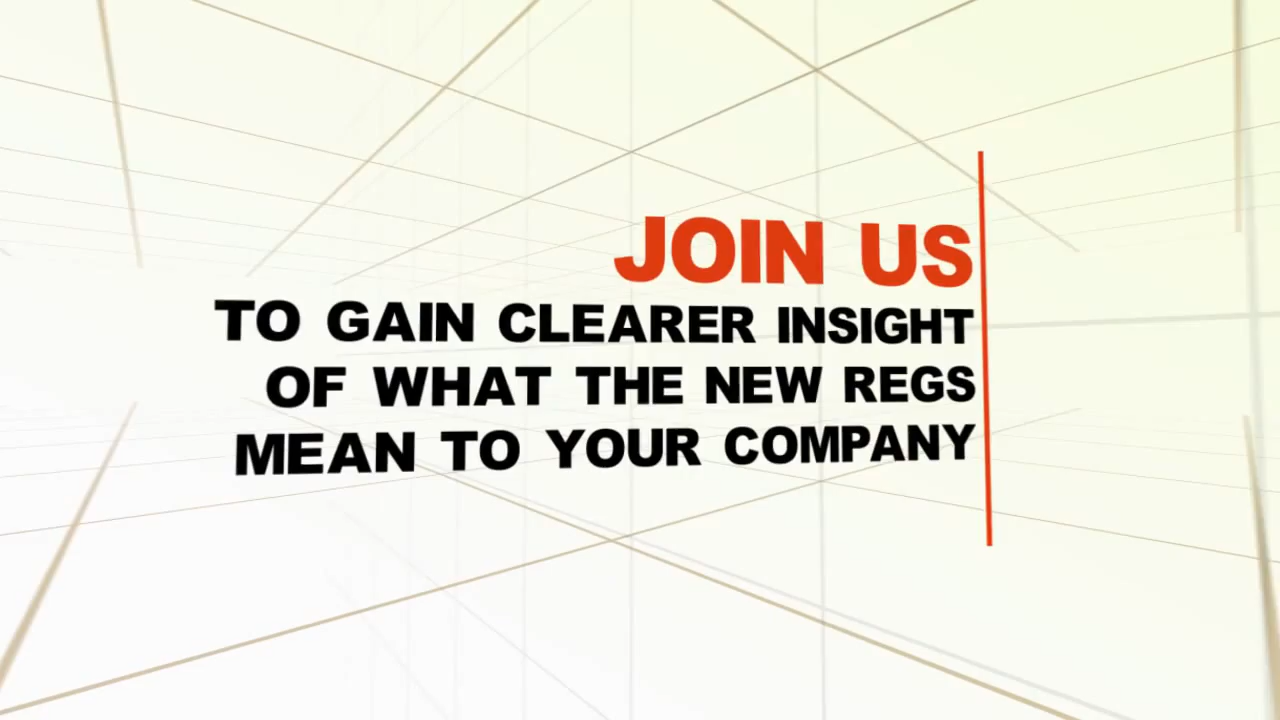 JOIN US
TO GAIN CLEARER INSIGHT
OF WHAT THE NEW REGS
MEAN TO YOUR COMPANY